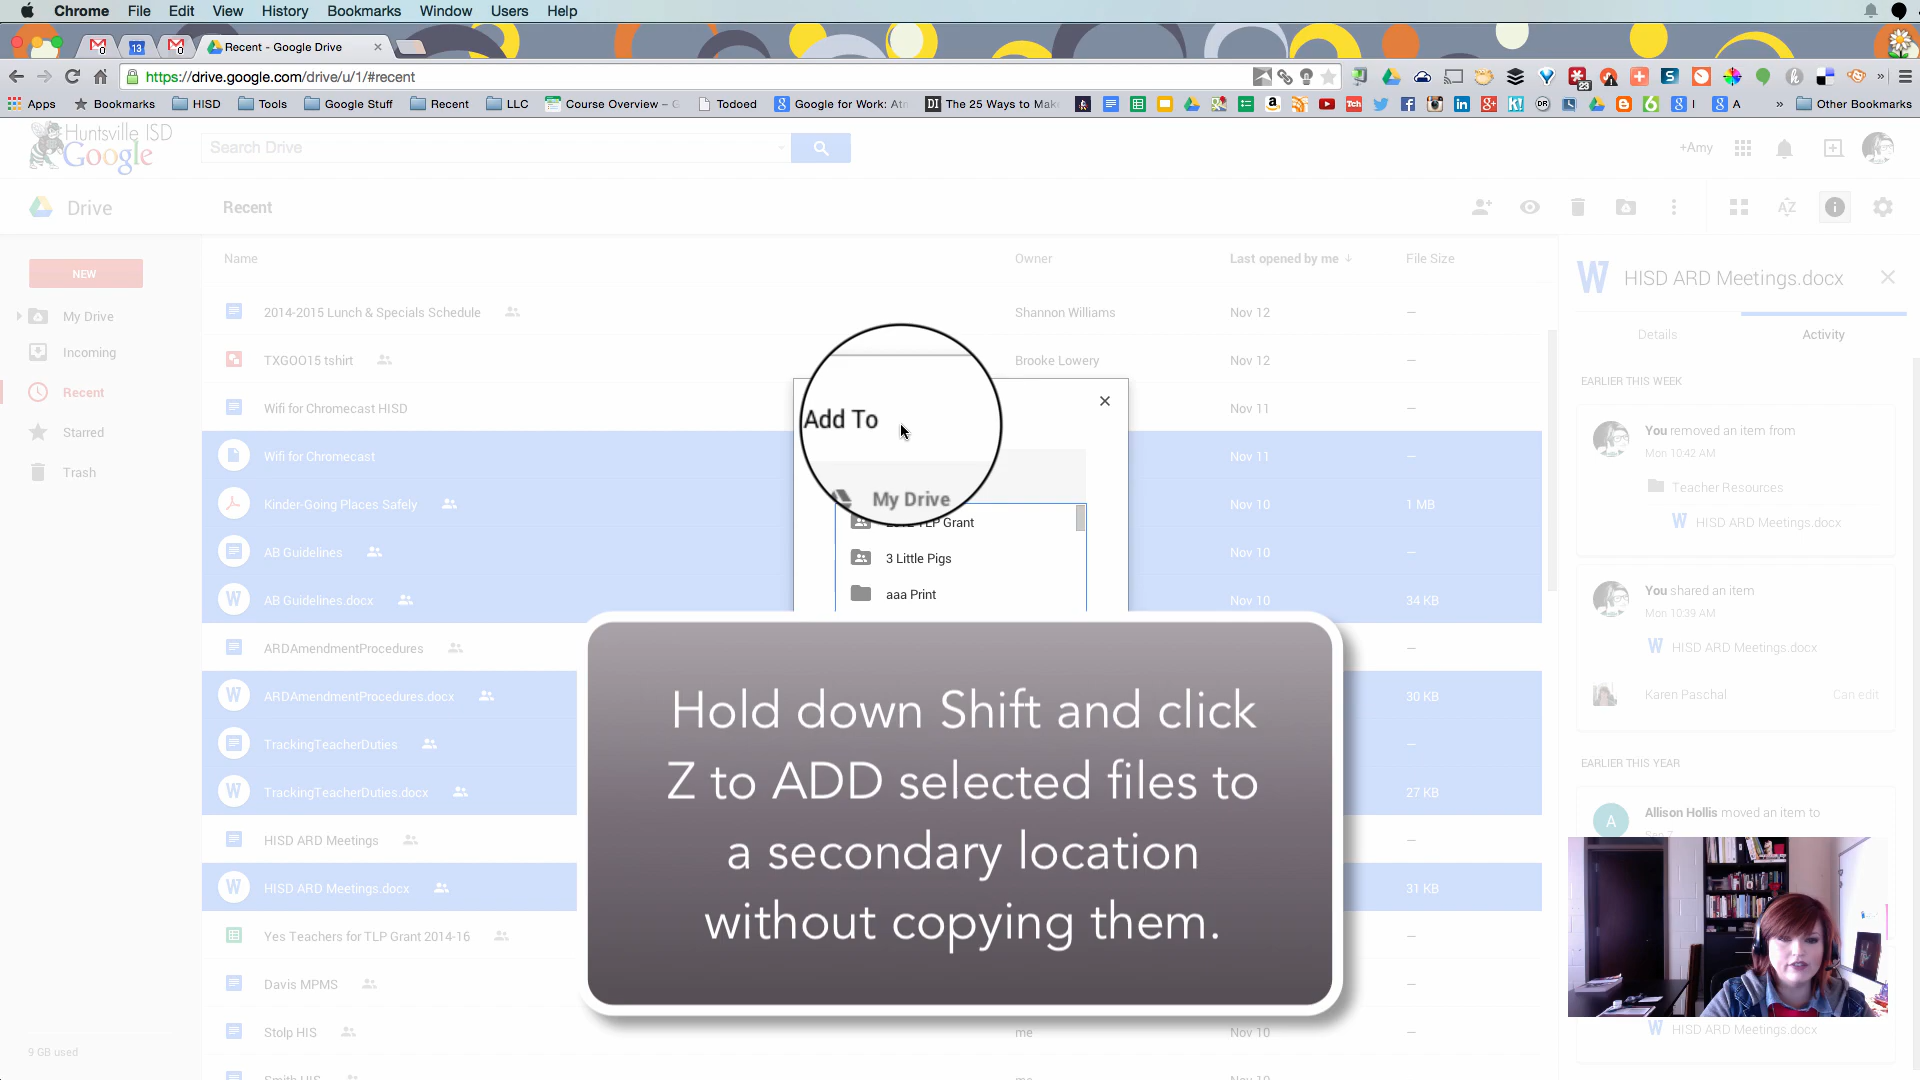 Chrome File Edit View History Bookmarks Window Users Help
Recent - Google Drive
https://drive.google.com/drive/u/1/#recent
Apps Bookmarks HISD Tools Google Stuff Recent LLC Course Overview – Todoed Google for Work: The 25 Ways to Other Bookmarks
Huntsville ISD
Google
Search Drive
+Amy
Drive
Recent
NEW
My Drive
Incoming
Recent
Starred
Trash
9 GB used
Name Owner Last opened by me File Size
2014-2015 Lunch & Specials Schedule Shannon Williams Nov 12 —
TXGOO15 tshirt Brooke Lowery Nov 12 —
Wifi for Chromecast HISD Nov 11 —
Wifi for Chromecast Nov 11 —
Kinder-Going Places Safely Nov 10 1 MB
AB Guidelines Nov 10 —
AB Guidelines.docx Nov 10 34 KB
ARDAmendmentProcedures —
ARDAmendmentProcedures.docx 30 KB
TrackingTeacherDuties —
TrackingTeacherDuties.docx 27 KB
HISD ARD Meetings —
HISD ARD Meetings.docx 31 KB
Yes Teachers for TLP Grant 2014-16 —
Davis MPMS —
Stolp HIS me Nov 10 —
Add To
My Drive
TLP Grant
3 Little Pigs
aaa Print
Hold down Shift and click
Z to ADD selected files to
a secondary location
without copying them.
HISD ARD Meetings.docx
Details Activity
EARLIER THIS WEEK
You removed an item from
Mon 10:42 AM
Teacher Resources
HISD ARD Meetings.docx
You shared an item
Mon 10:39 AM
HISD ARD Meetings.docx
Karen Paschal Can edit
EARLIER THIS YEAR
A
Allison Hollis moved an item to
HISD ARD Meetings.docx